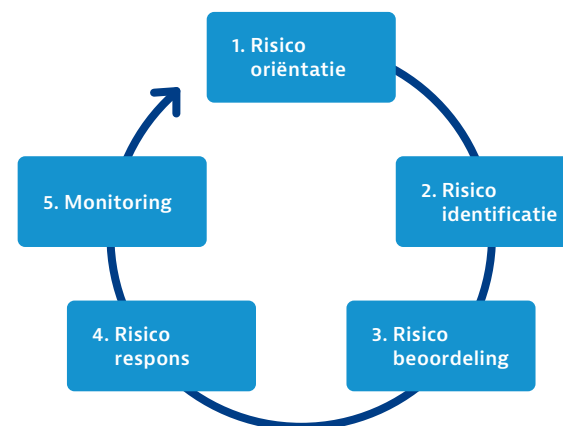 1. Risico
oriëntatie
2. Risico
identificatie
3. Risico
beoordeling
4. Risico
respons
5. Monitoring